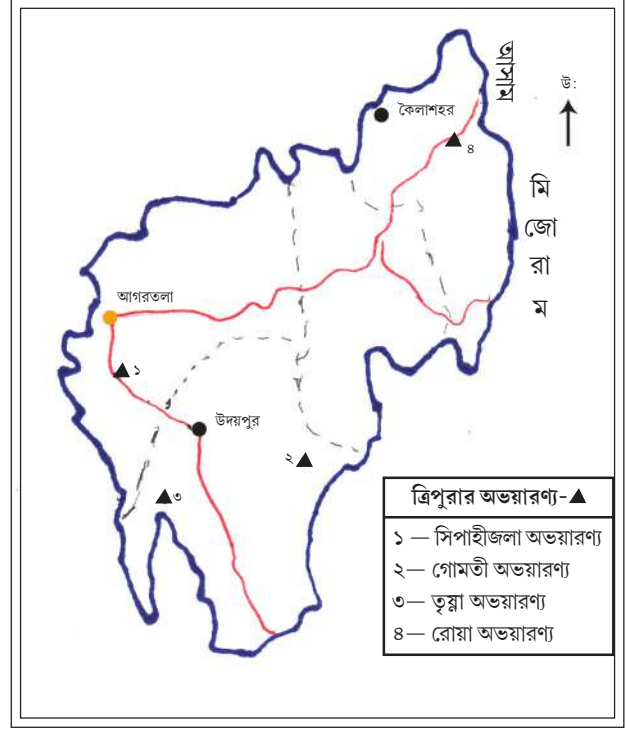 আসাম
উ:
কৈলাশহর
৪
মি
জো
রা
ম
আগরতলা
১
উদয়পুর
২
৩
ত্রিপুরার অভয়ারণ্য-▲
১ — সিপাহীজলা অভয়ারণ্য
২— গোমতী অভয়ারণ্য
৩— তৃষ্ণা অভয়ারণ্য
৪— রোয়া অভয়ারণ্য